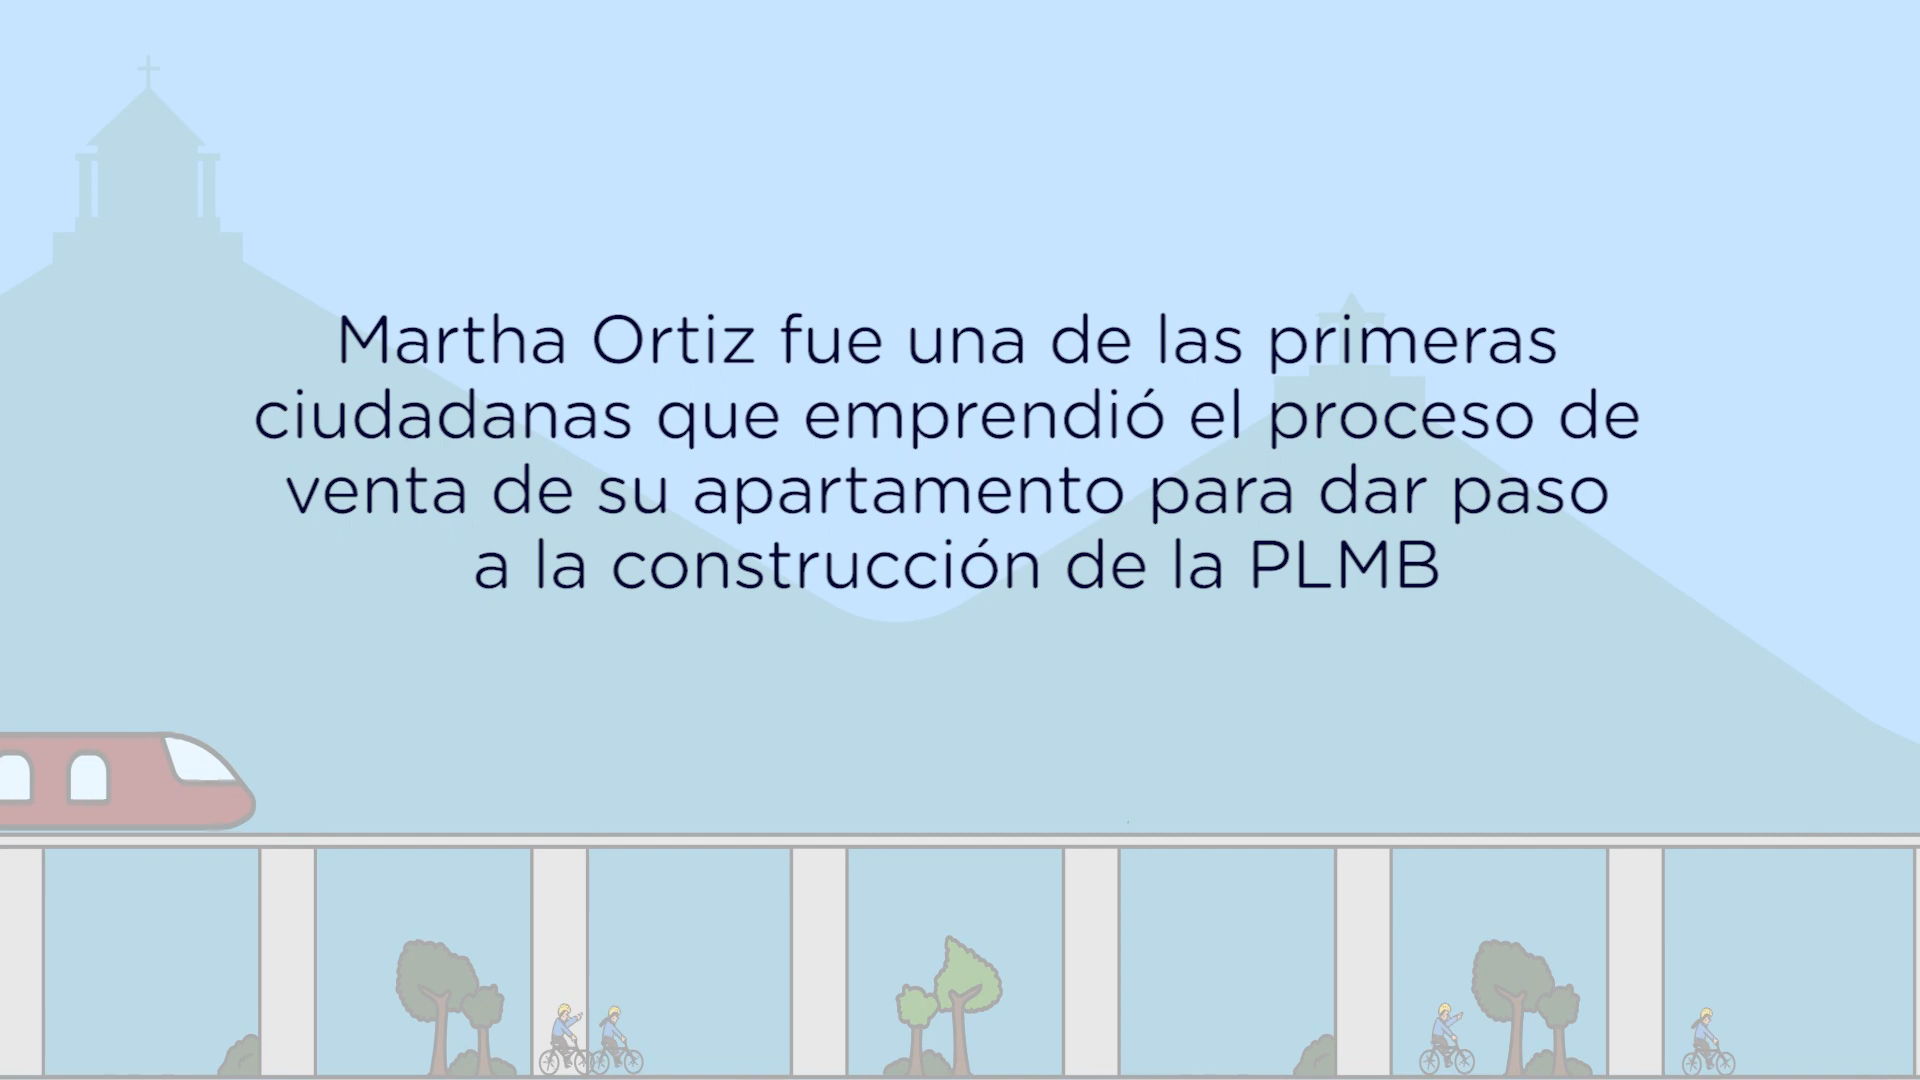 Martha Ortiz fue una de las primeras
ciudadanas que emprendió el proceso de
venta de su apartamento para dar paso
a la construcción de la PLMB